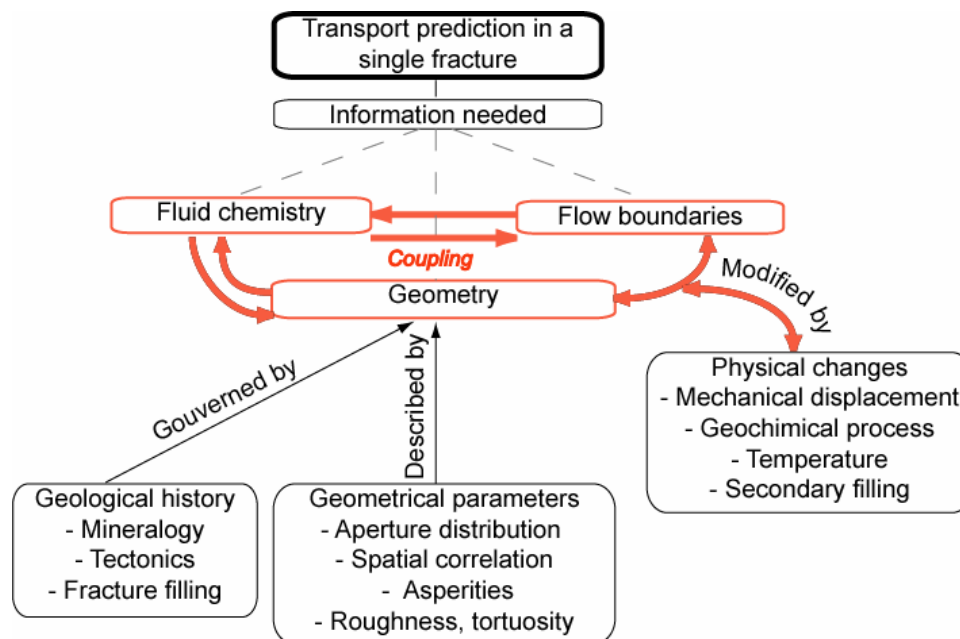 Transport prediction in a
single fracture
Information needed
Fluid chemistry
Flow boundaries
Coupling
Geometry
Modified by
Gouverned by
Described by
Physical changes
- Mechanical displacement
- Geochimical process
- Temperature
- Secondary filling
Geological history
- Mineralogy
- Tectonics
- Fracture filling
Geometrical parameters
- Aperture distribution
- Spatial correlation
- Asperities
- Roughness, tortuosity